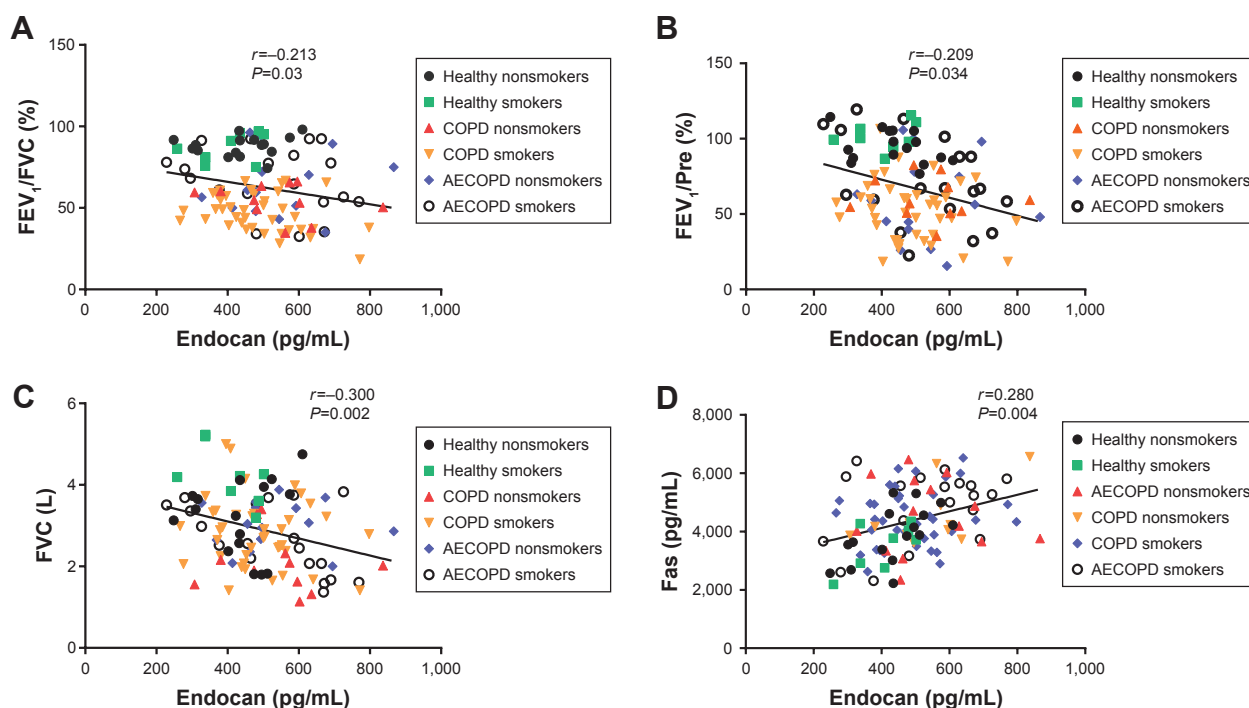 A
r=–0.213
P=0.03
FEV1/FVC (%)
150
100
50
0
0 200 400 600 800 1,000
Endocan (pg/mL)
Healthy nonsmokers
Healthy smokers
COPD nonsmokers
COPD smokers
AECOPD nonsmokers
AECOPD smokers
B
r=–0.209
P=0.034
FEV1/Pre (%)
150
100
50
0
0 200 400 600 800 1,000
Endocan (pg/mL)
Healthy nonsmokers
Healthy smokers
COPD nonsmokers
COPD smokers
AECOPD nonsmokers
AECOPD smokers
C
r=–0.300
P=0.002
FVC (L)
6
4
2
0
0 200 400 600 800 1,000
Endocan (pg/mL)
Healthy nonsmokers
Healthy smokers
COPD nonsmokers
COPD smokers
AECOPD nonsmokers
AECOPD smokers
D
r=0.280
P=0.004
Fas (pg/mL)
8,000
6,000
4,000
2,000
0
0 200 400 600 800 1,000
Endocan (pg/mL)
Healthy nonsmokers
Healthy smokers
AECOPD nonsmokers
COPD nonsmokers
COPD smokers
AECOPD smokers